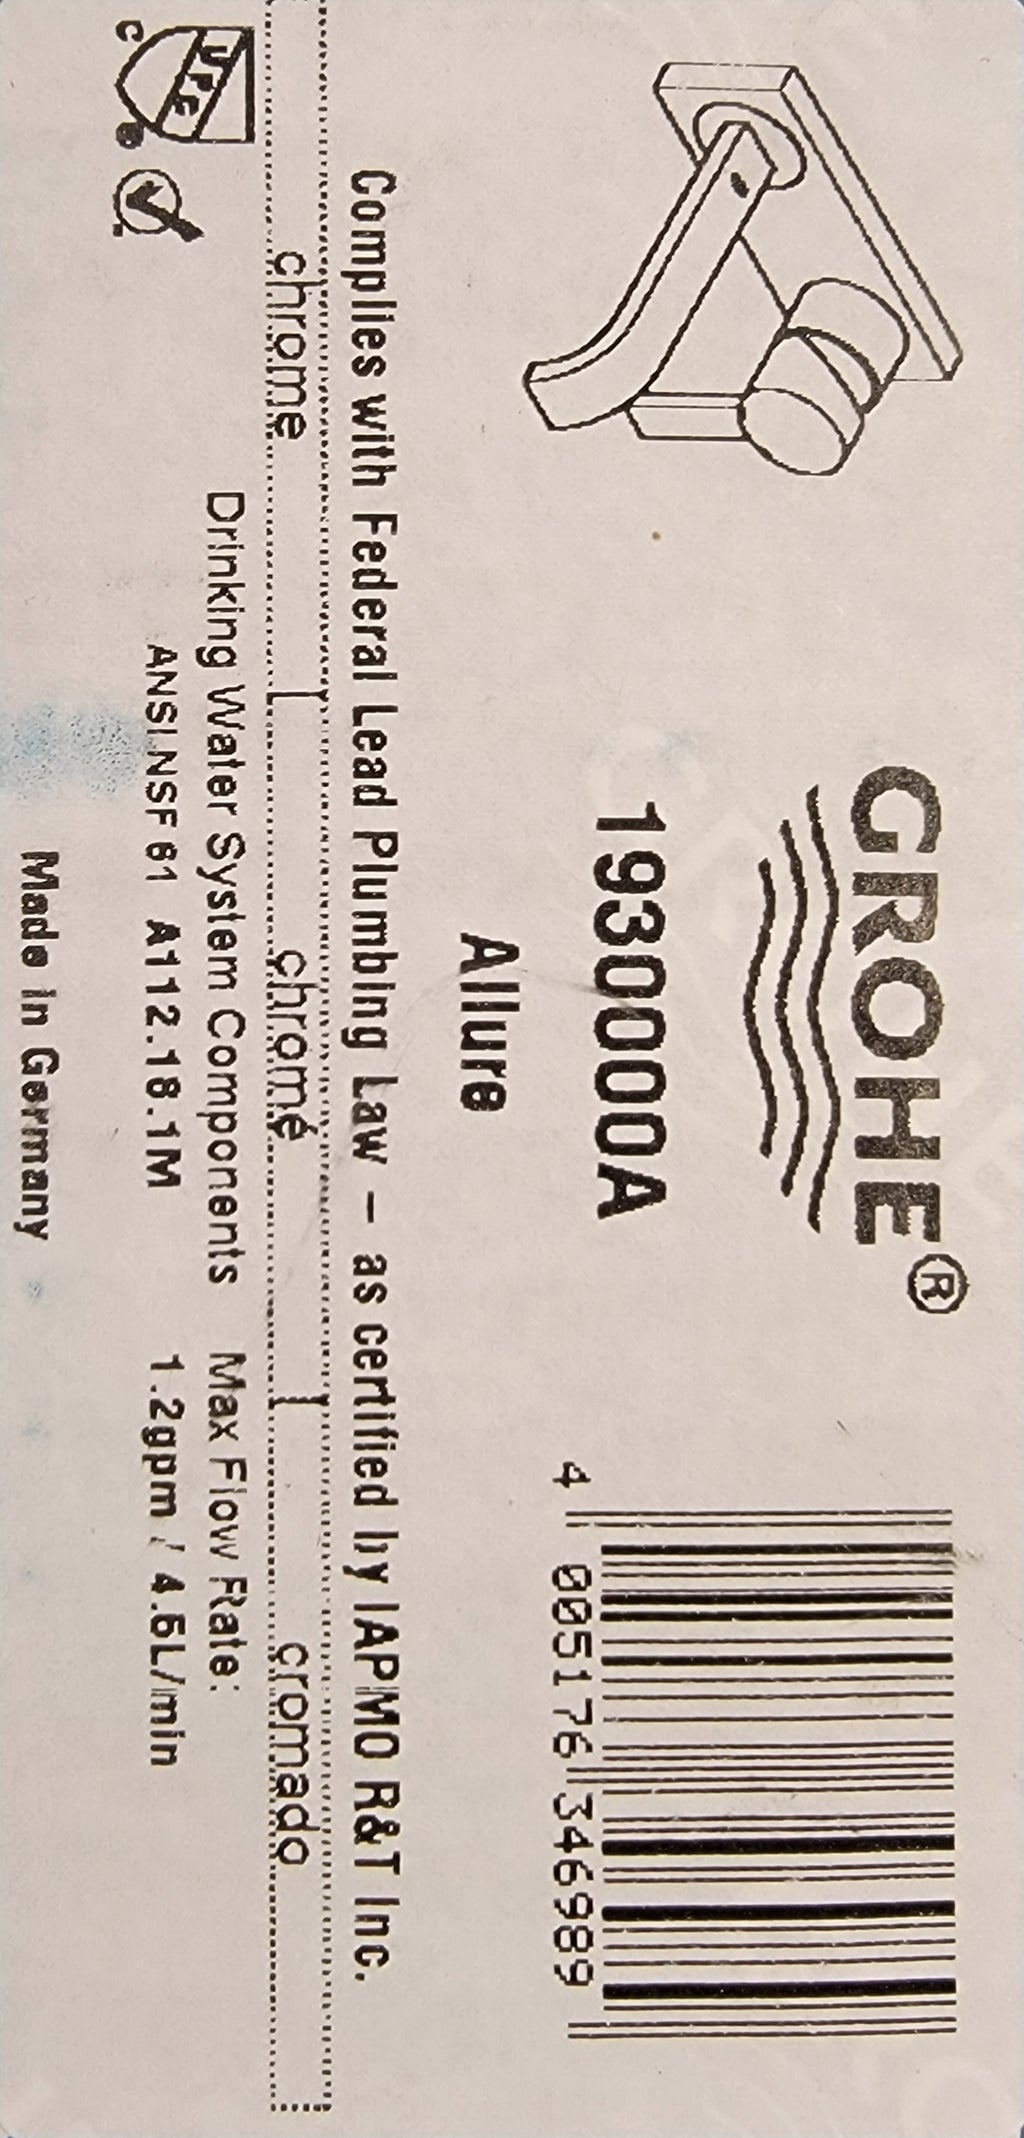 GROHE®
1930000A
4 005176 346989
Allure
Complies with Federal Lead Plumbing Law – as certified by IAPMO R&T Inc.
chrome chromé cromado
Drinking Water System Components Max Flow Rate:
ANSI.NSF 61 A112.18.1M 1.2gpm / 4.5L/min
c UPC ®
Made in Germany